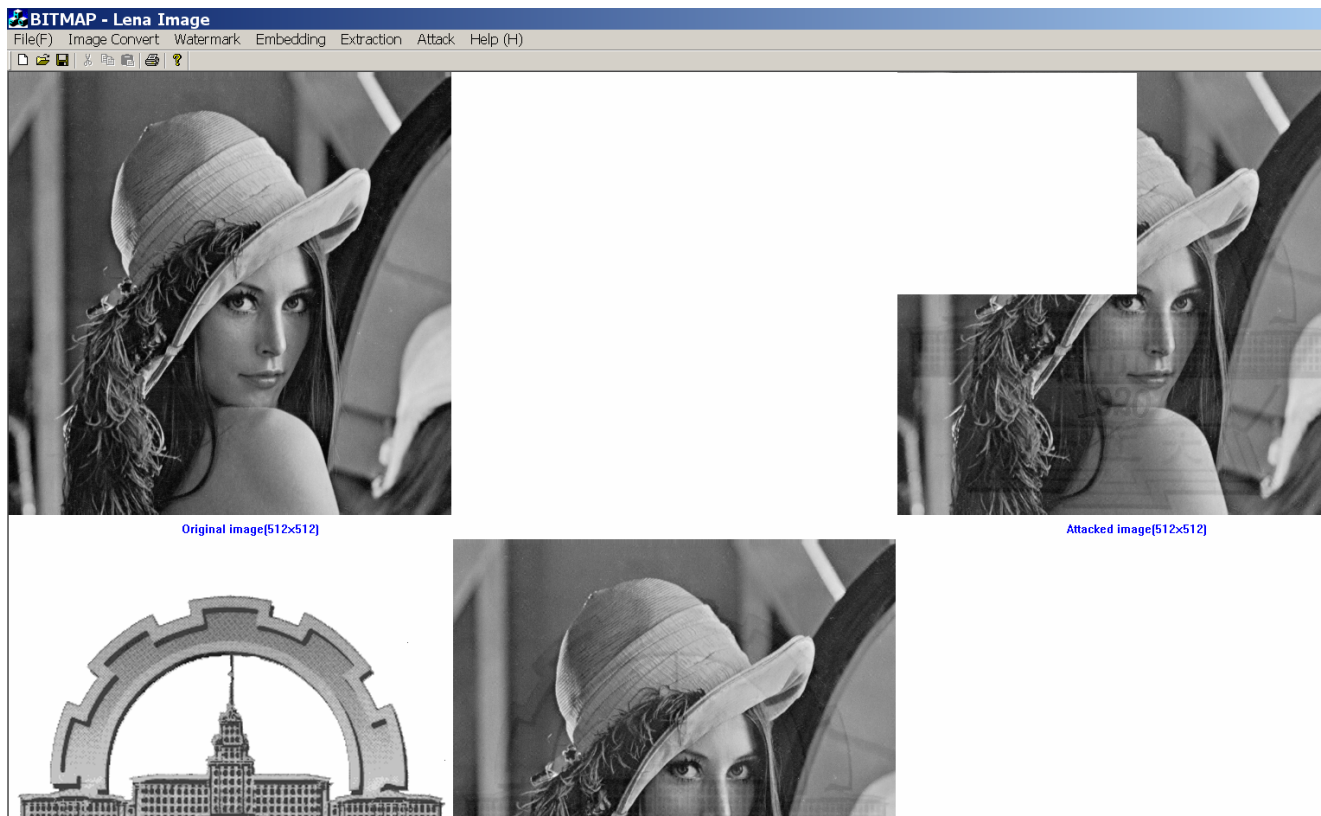 BITMAP - Lena Image
File(F) Image Convert Watermark Embedding Extraction Attack Help (H)
Original image(512×512)
Attacked image(512×512)
1920